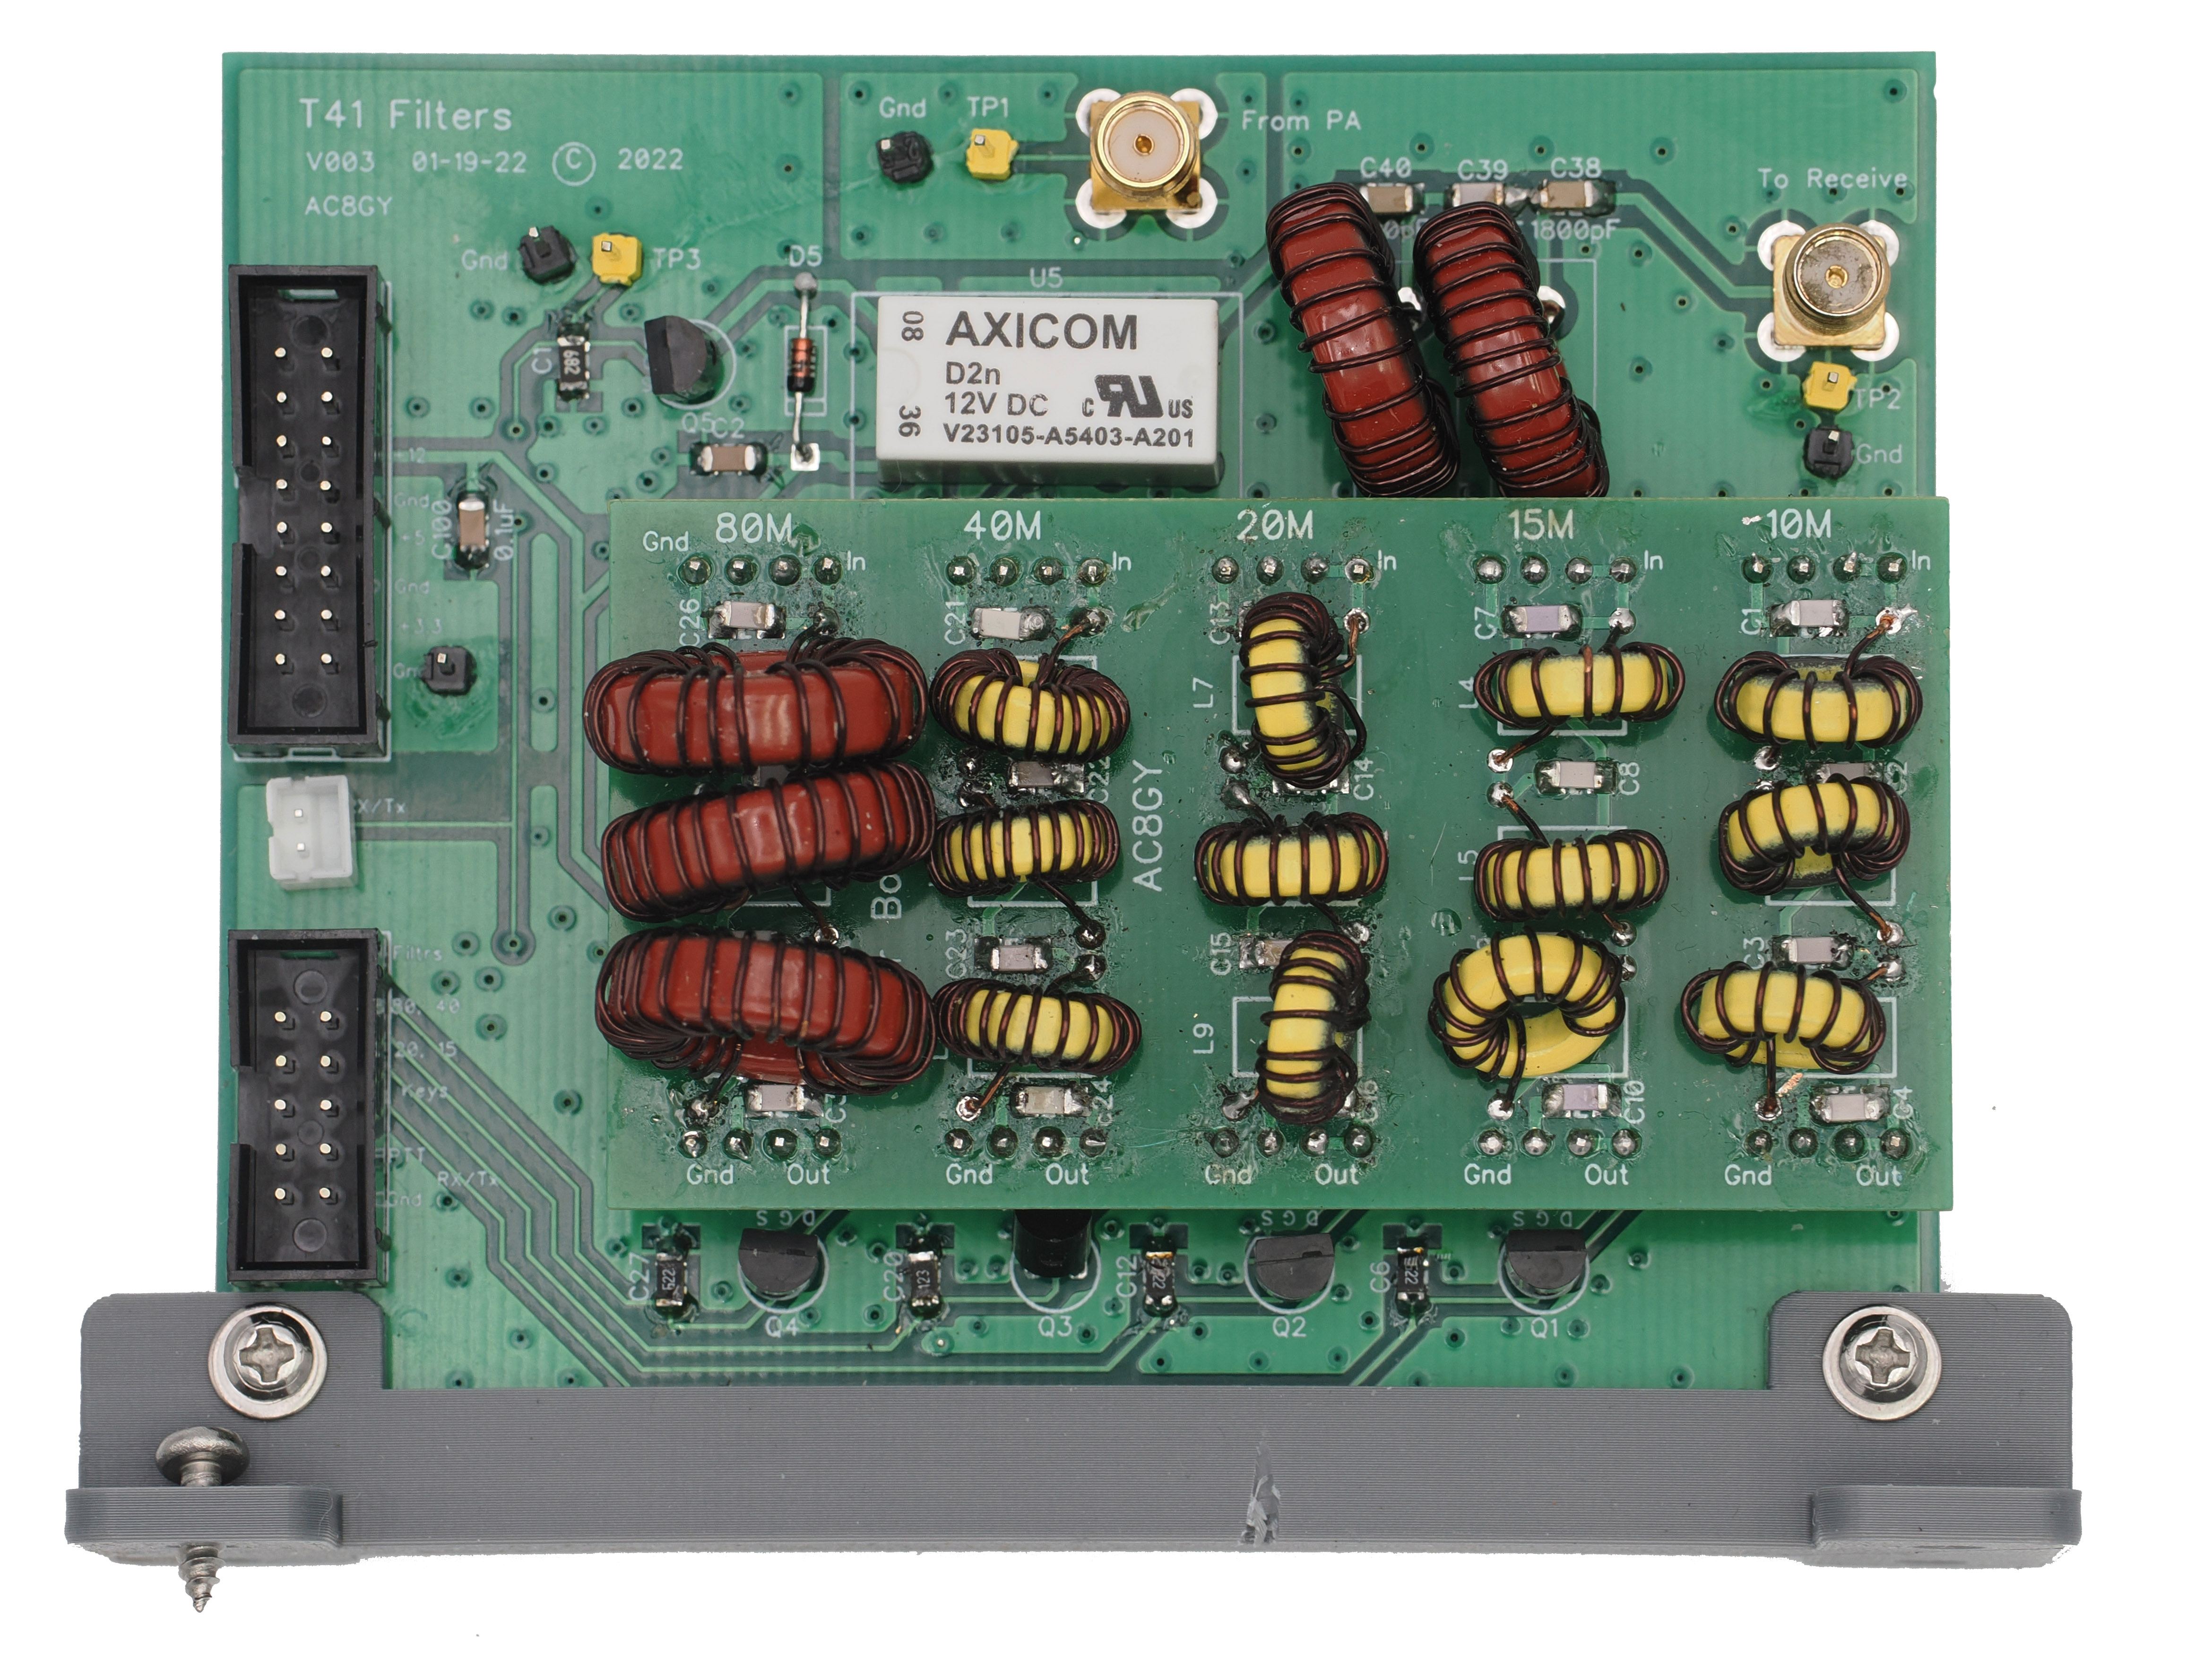 T41 Filters
V003 01-19-22 © 2022
AC8GY
Gnd TP1
From PA
C40 C39 C38
To Receive
1800pF
Gnd TP3
D5
U5
C1
289
08 AXICOM
D2n
12V DC
c RU US
36
V23105-A5403-A201
Q5 C2
TP2
Gnd
+12
Gnd
+5
Gnd
+3.3
Gnd
C100
0.1uF
80M 40M 20M 15M 10M
Gnd In In In In In
C26 C21 C13 C7 C1
L7 L4
C22 C14 C8 C2
L5
AC8GY
C23 C15 C3
L9
C24 C10 C4
Gnd Out Gnd Out Gnd Out Gnd Out Gnd Out
X/Tx
Filtrs
80, 40
20, 15
Keys
PTT
RX/Tx
Gnd
S G D S G D S G D
C27 C20 C12 C6
Q4 Q3 Q2 Q1